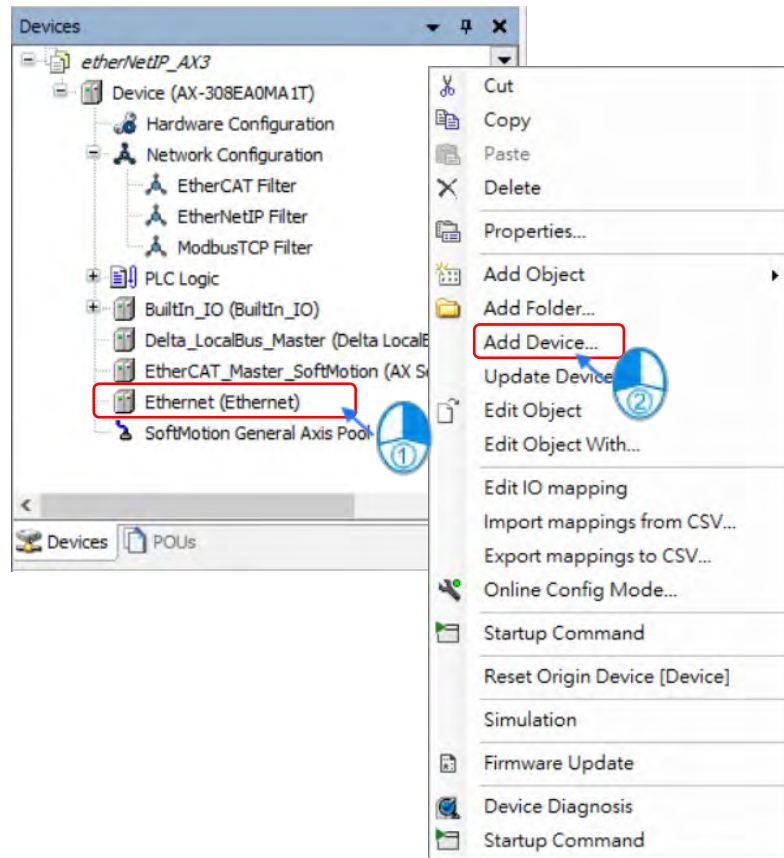 Devices
etherNetIP_AX3
Device (AX-308EA0MA1T)
Hardware Configuration
Network Configuration
EtherCAT Filter
EtherNetIP Filter
ModbusTCP Filter
PLC Logic
BuiltIn_IO (BuiltIn_IO)
Delta_LocalBus_Master (Delta LocalB
EtherCAT_Master_SoftMotion (AX Se
Ethernet (Ethernet)
①
SoftMotion General Axis Pool
Devices
POUs
Cut
Copy
Paste
Delete
Properties...
Add Object
Add Folder...
Add Device...
Update Device
②
Edit Object
Edit Object With...
Edit IO mapping
Import mappings from CSV...
Export mappings to CSV...
Online Config Mode...
Startup Command
Reset Origin Device [Device]
Simulation
Firmware Update
Device Diagnosis
Startup Command